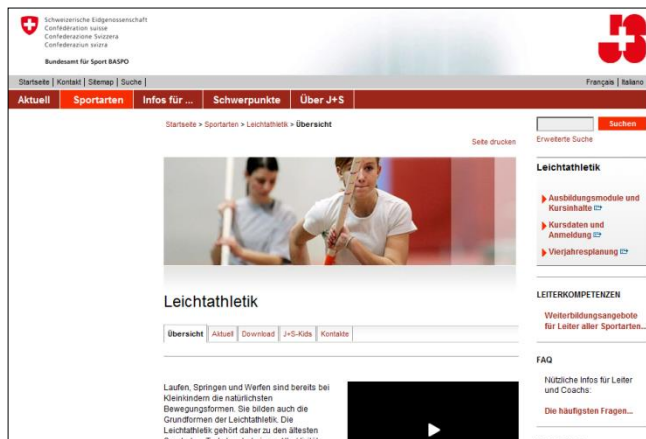 Schweizerische Eidgenossenschaft
Confédération suisse
Confederazione Svizzera
Confederaziun svizra
Bundesamt für Sport BASPO
Startseite | Kontakt | Sitemap | Suche |
Français | Italiano
Aktuell Sportarten Infos für ... Schwerpunkte Über J+S
Startseite > Sportarten > Leichtathletik > Übersicht
Seite drucken
Leichtathletik
Übersicht Aktuell Download J+S-Kids Kontakte
Laufen, Springen und Werfen sind bereits bei
Kleinkindern die natürlichsten
Bewegungsformen. Sie bilden auch die
Grundformen der Leichtathletik. Die
Leichtathletik gehört daher zu den ältesten
Suchen
Erweiterte Suche
Leichtathletik
Ausbildungsmodule und
Kursinhalte
Kursdaten und
Anmeldung
Vierjahresplanung
LEITERKOMPETENZEN
Weiterbildungsangebote
für Leiter aller Sportarten...
FAQ
Nützliche Infos für Leiter
und Coachs:
Die häufigsten Fragen...